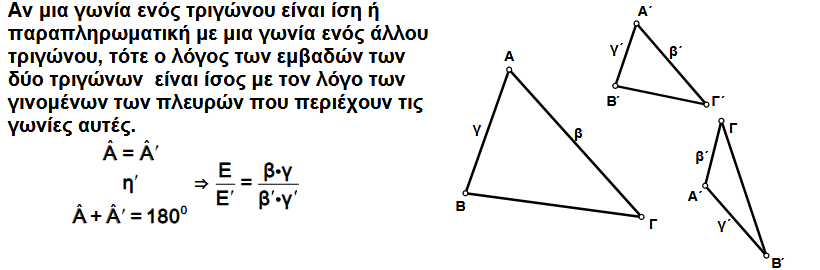 Αν μια γωνία ενός τριγώνου είναι ίση ή
παραπληρωματική με μια γωνία ενός άλλου
τριγώνου, τότε ο λόγος των εμβαδών των
δύο τριγώνων είναι ίσος με τον λόγο των
γινομένων των πλευρών που περιέχουν τις
γωνίες αυτές.
Â = Â′
η′
Â + Â′ = 180⁰
⇒ Ε/Ε′ = β•γ/β′•γ′
Α
γ
β
Β
Γ
Α΄
γ΄
β΄
Β΄
Γ΄
Γ
β΄
Α΄
γ΄
Β΄